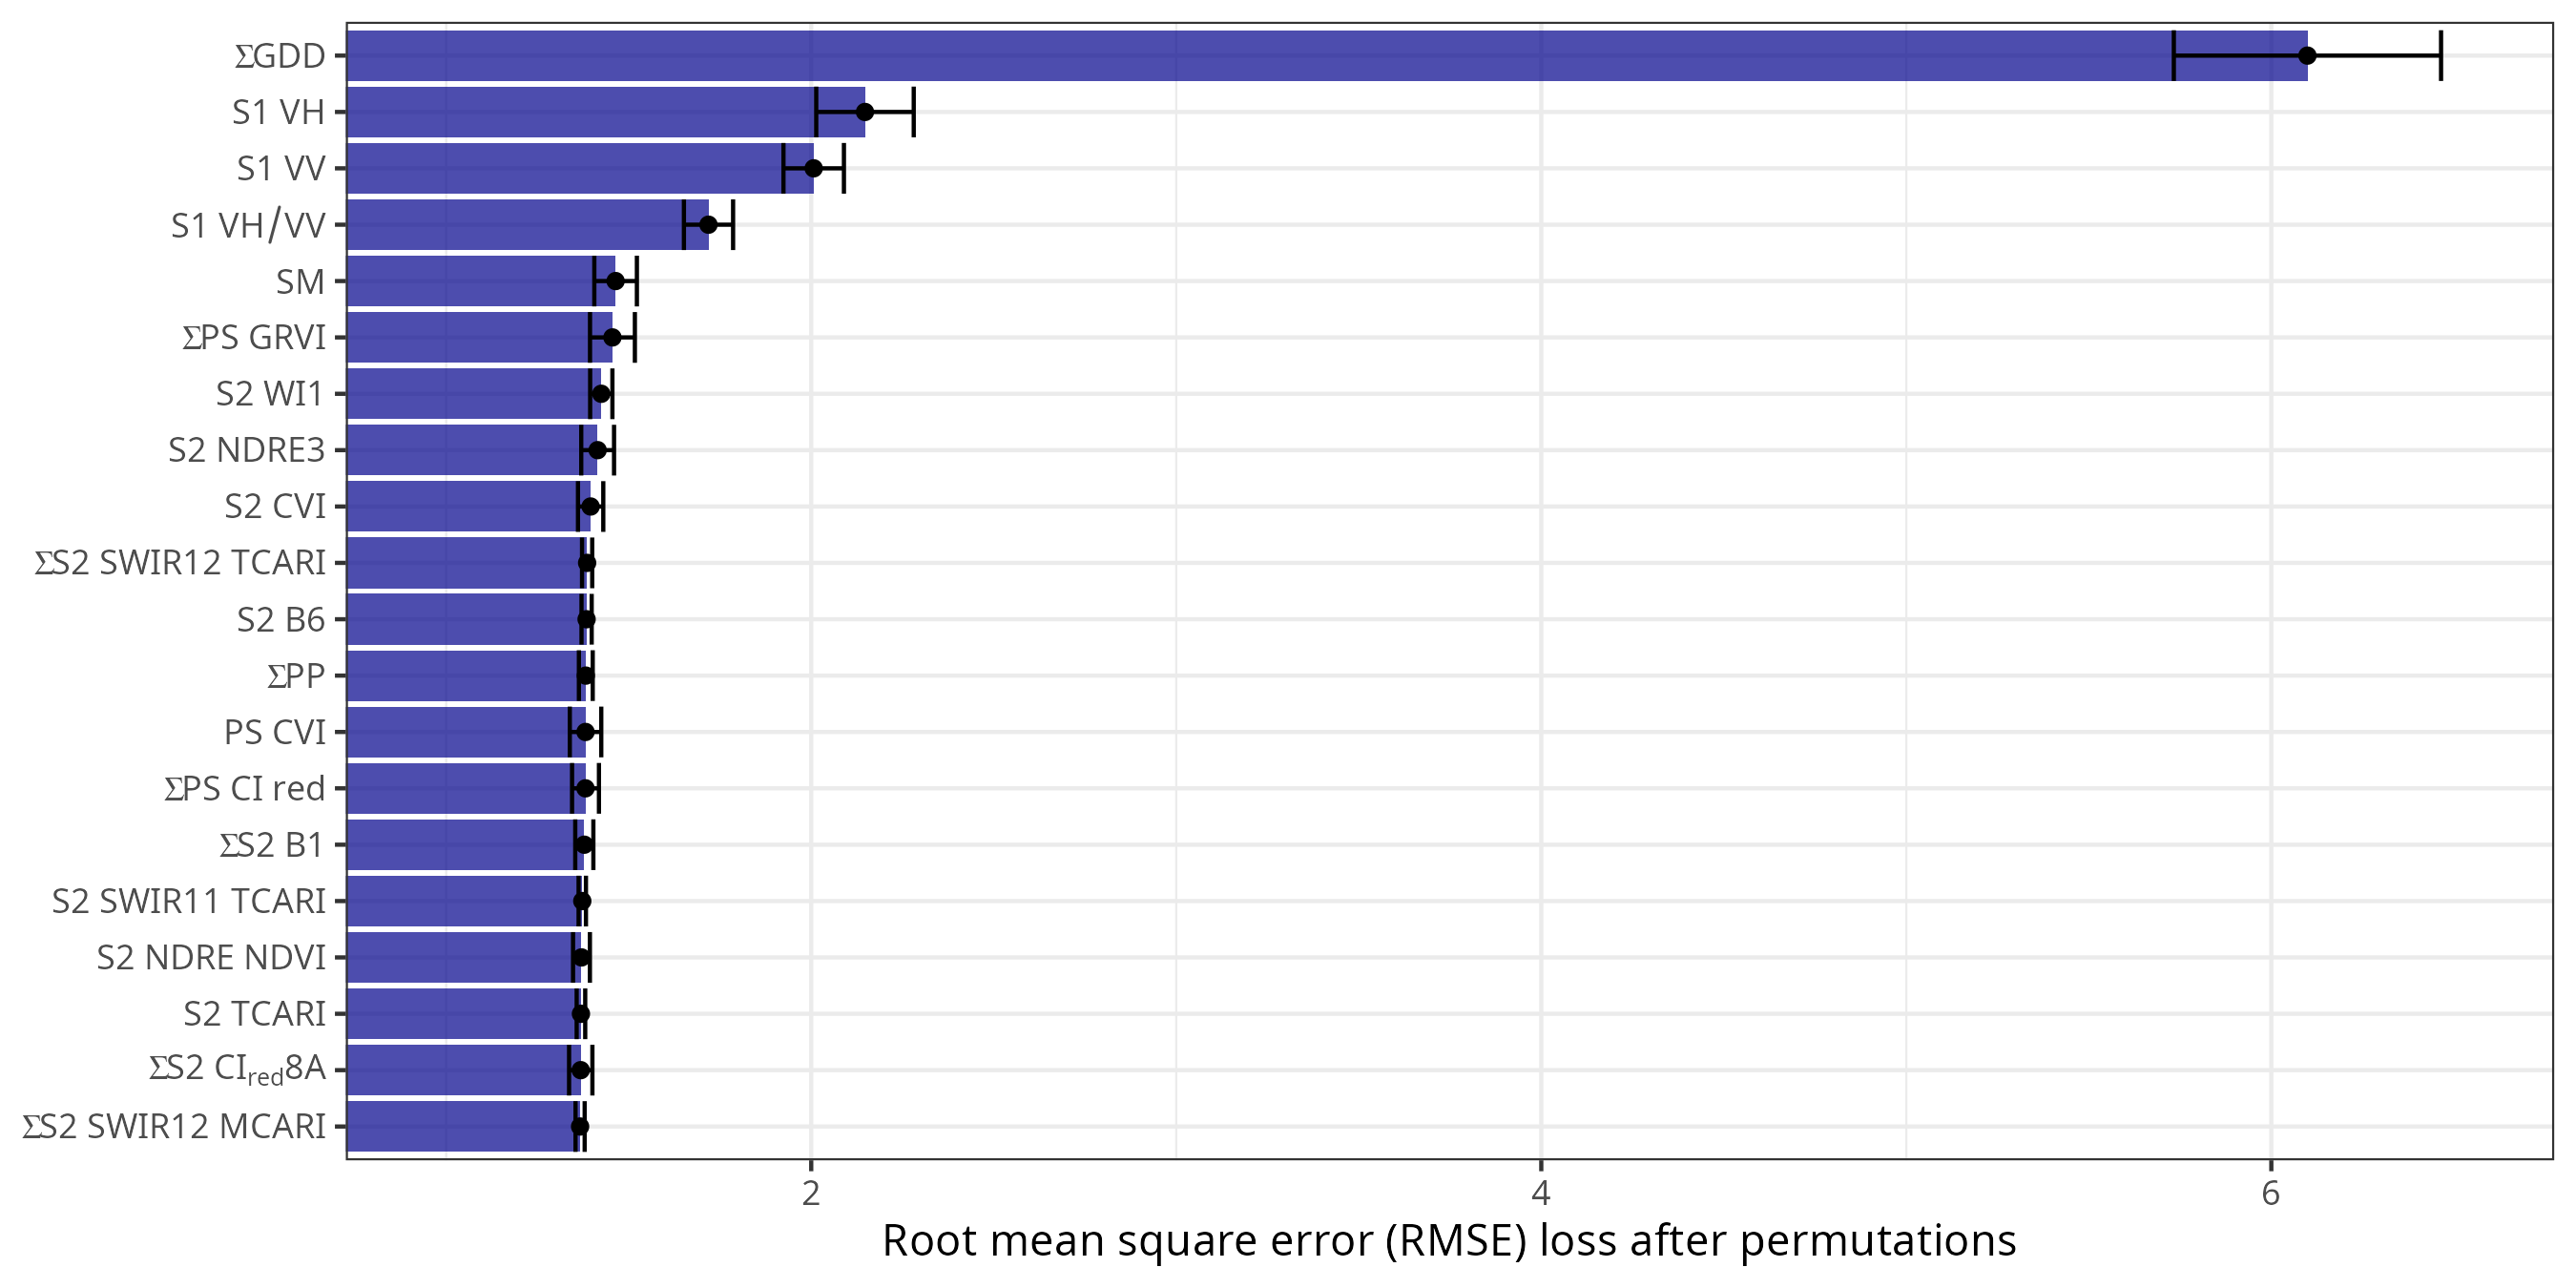 ΣGDD
S1 VH
S1 VV
S1 VH/VV
SM
ΣPS GRVI
S2 WI1
S2 NDRE3
S2 CVI
ΣS2 SWIR12 TCARI
S2 B6
ΣPP
PS CVI
ΣPS CI red
ΣS2 B1
S2 SWIR11 TCARI
S2 NDRE NDVI
S2 TCARI
ΣS2 CIred8A
ΣS2 SWIR12 MCARI
2 4 6
Root mean square error (RMSE) loss after permutations